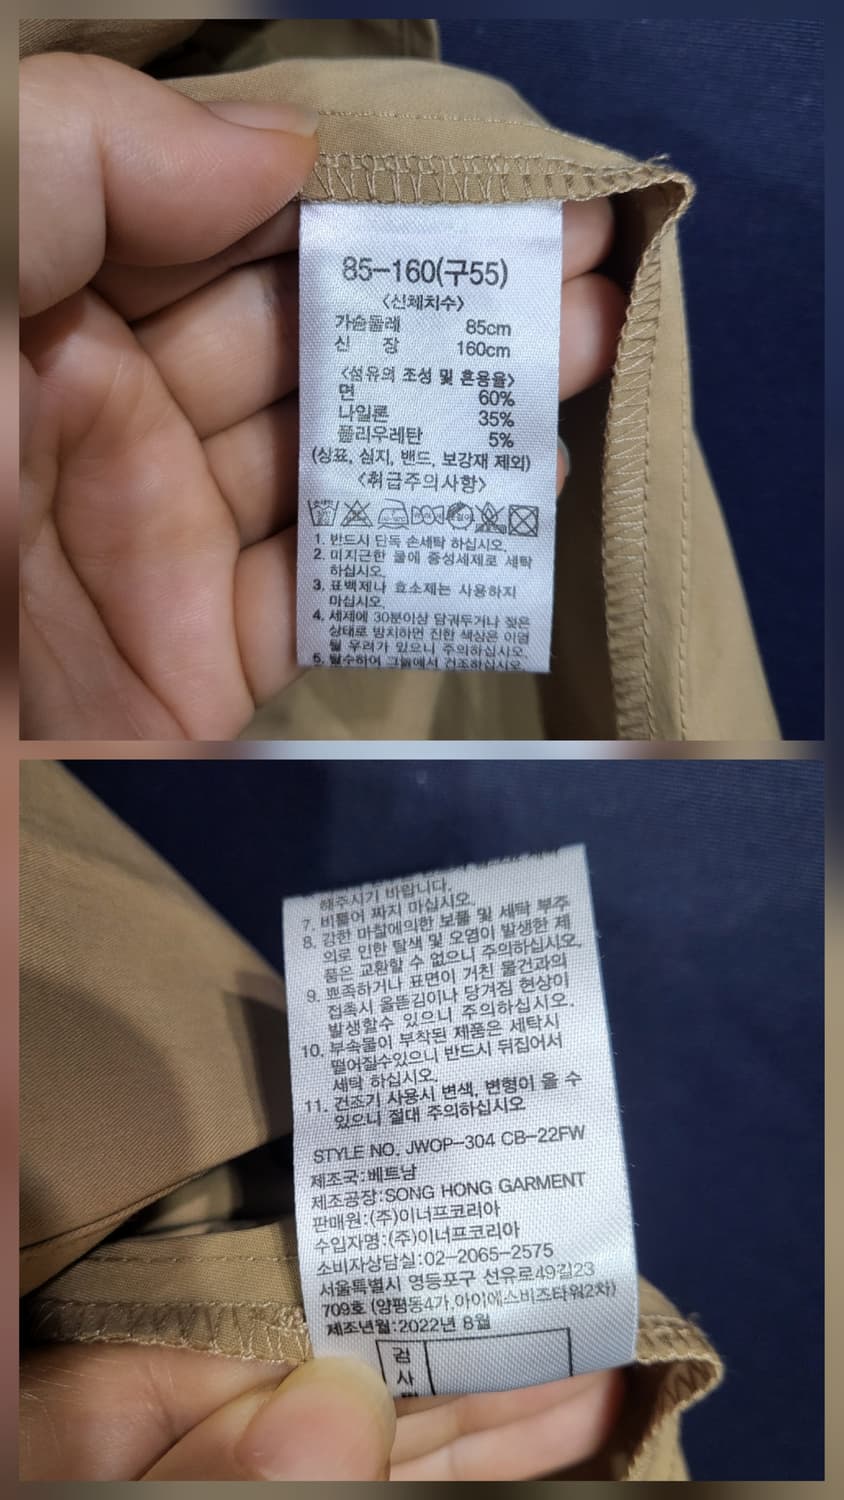 85-160(구55)
<신체치수>
가슴둘레 85cm
신 장 160cm
<섬유의 조성 및 혼용율>
면 60%
나일론 35%
폴리우레탄 5%
(상표, 심지, 밴드, 보강재 제외)
<취급주의사항>
1. 반드시 단독 손세탁 하십시오.
2. 미지근한 물에 중성세제로 세탁
하십시오.
3. 표백제나 효소제는 사용하지
마십시오.
4. 세제에 30분이상 담궈두거나 젖은
상태로 방치하면 진한 색상은 이염
될 우려가 있으니 주의하십시오.
5. 탈수하여 그늘에서 건조하십시오.
해주시기 바랍니다.
7. 비틀어 짜지 마십시오.
8. 강한 마찰에의한 보풀 및 세탁 부주
의로 인한 탈색 및 오염이 발생한 제
품은 교환할 수 없으니 주의하십시오.
9. 뾰족하거나 표면이 거친 물건과의
접촉시 올뜯김이나 당겨짐 현상이
발생할수 있으니 주의하십시오.
10. 부속물이 부착된 제품은 세탁시
떨어질수있으니 반드시 뒤집어서
세탁 하십시오.
11. 건조기 사용시 변색, 변형이 올 수
있으니 절대 주의하십시오
STYLE NO. JWOP-304 CB-22FW
제조국:베트남
제조공장:SONG HONG GARMENT
판매원:(주)이너프코리아
수입자명:(주)이너프코리아
소비자상담실:02-2065-2575
서울특별시 영등포구 선유로49길23
709호 (양평동4가,아이에스비즈타워2차)
제조년월:2022년 8월
검
사